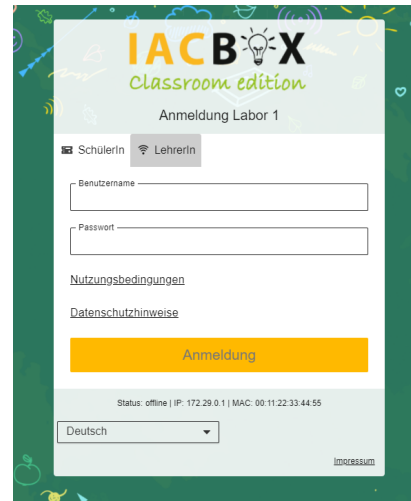 IACBOX
Classroom edition
Anmeldung Labor 1
SchülerIn LehrerIn
Benutzername
Passwort
Nutzungsbedingungen
Datenschutzhinweise
Anmeldung
Status: offline | IP: 172.29.0.1 | MAC: 00:11:22:33:44:55
Deutsch
Impressum